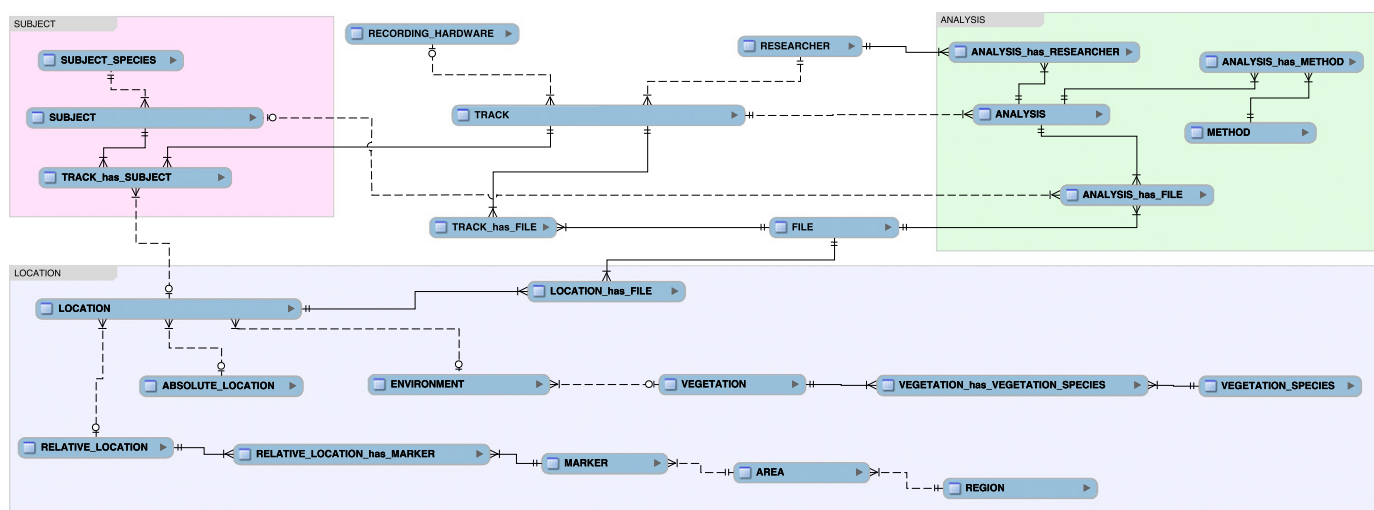 SUBJECT
ANALYSIS
RECORDING_HARDWARE
RESEARCHER
ANALYSIS_has_RESEARCHER
SUBJECT_SPECIES
ANALYSIS_has_METHOD
SUBJECT
TRACK
ANALYSIS
METHOD
TRACK_has_SUBJECT
ANALYSIS_has_FILE
TRACK_has_FILE
FILE
LOCATION
LOCATION_has_FILE
LOCATION
ABSOLUTE_LOCATION
ENVIRONMENT
VEGETATION
VEGETATION_has_VEGETATION_SPECIES
VEGETATION_SPECIES
RELATIVE_LOCATION
RELATIVE_LOCATION_has_MARKER
MARKER
AREA
REGION